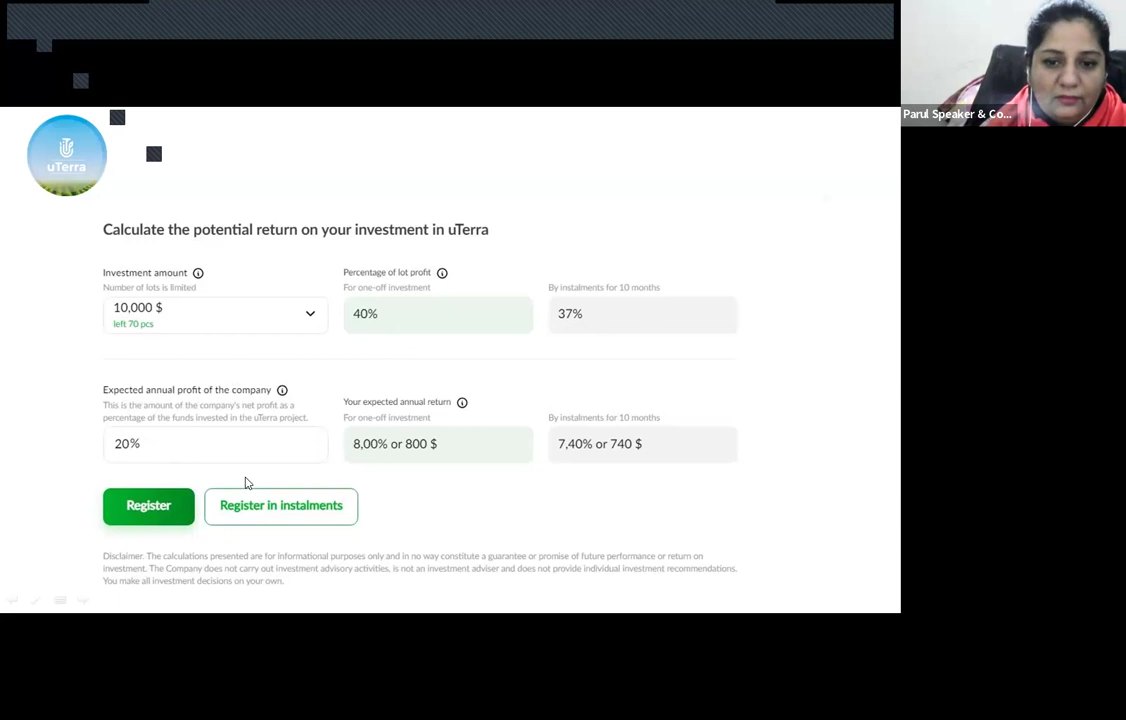 Parul Speaker & Co...
uTerra
Calculate the potential return on your investment in uTerra
Investment amount
Number of lots is limited
10,000 $
left 70 pcs
Percentage of lot profit
For one-off investment
40%
By instalments for 10 months
37%
Expected annual profit of the company
This is the amount of the company's net profit as a
percentage of the funds invested in the uTerra project.
20%
Your expected annual return
For one-off investment
8,00% or 800 $
By instalments for 10 months
7,40% or 740 $
Register
Register in instalments
Disclaimer. The calculations presented are for informational purposes only and in no way constitute a guarantee or promise of future performance or return on
investment. The Company does not carry out investment advisory activities, is not an investment adviser and does not provide individual investment recommendations.
You make all investment decisions on your own.